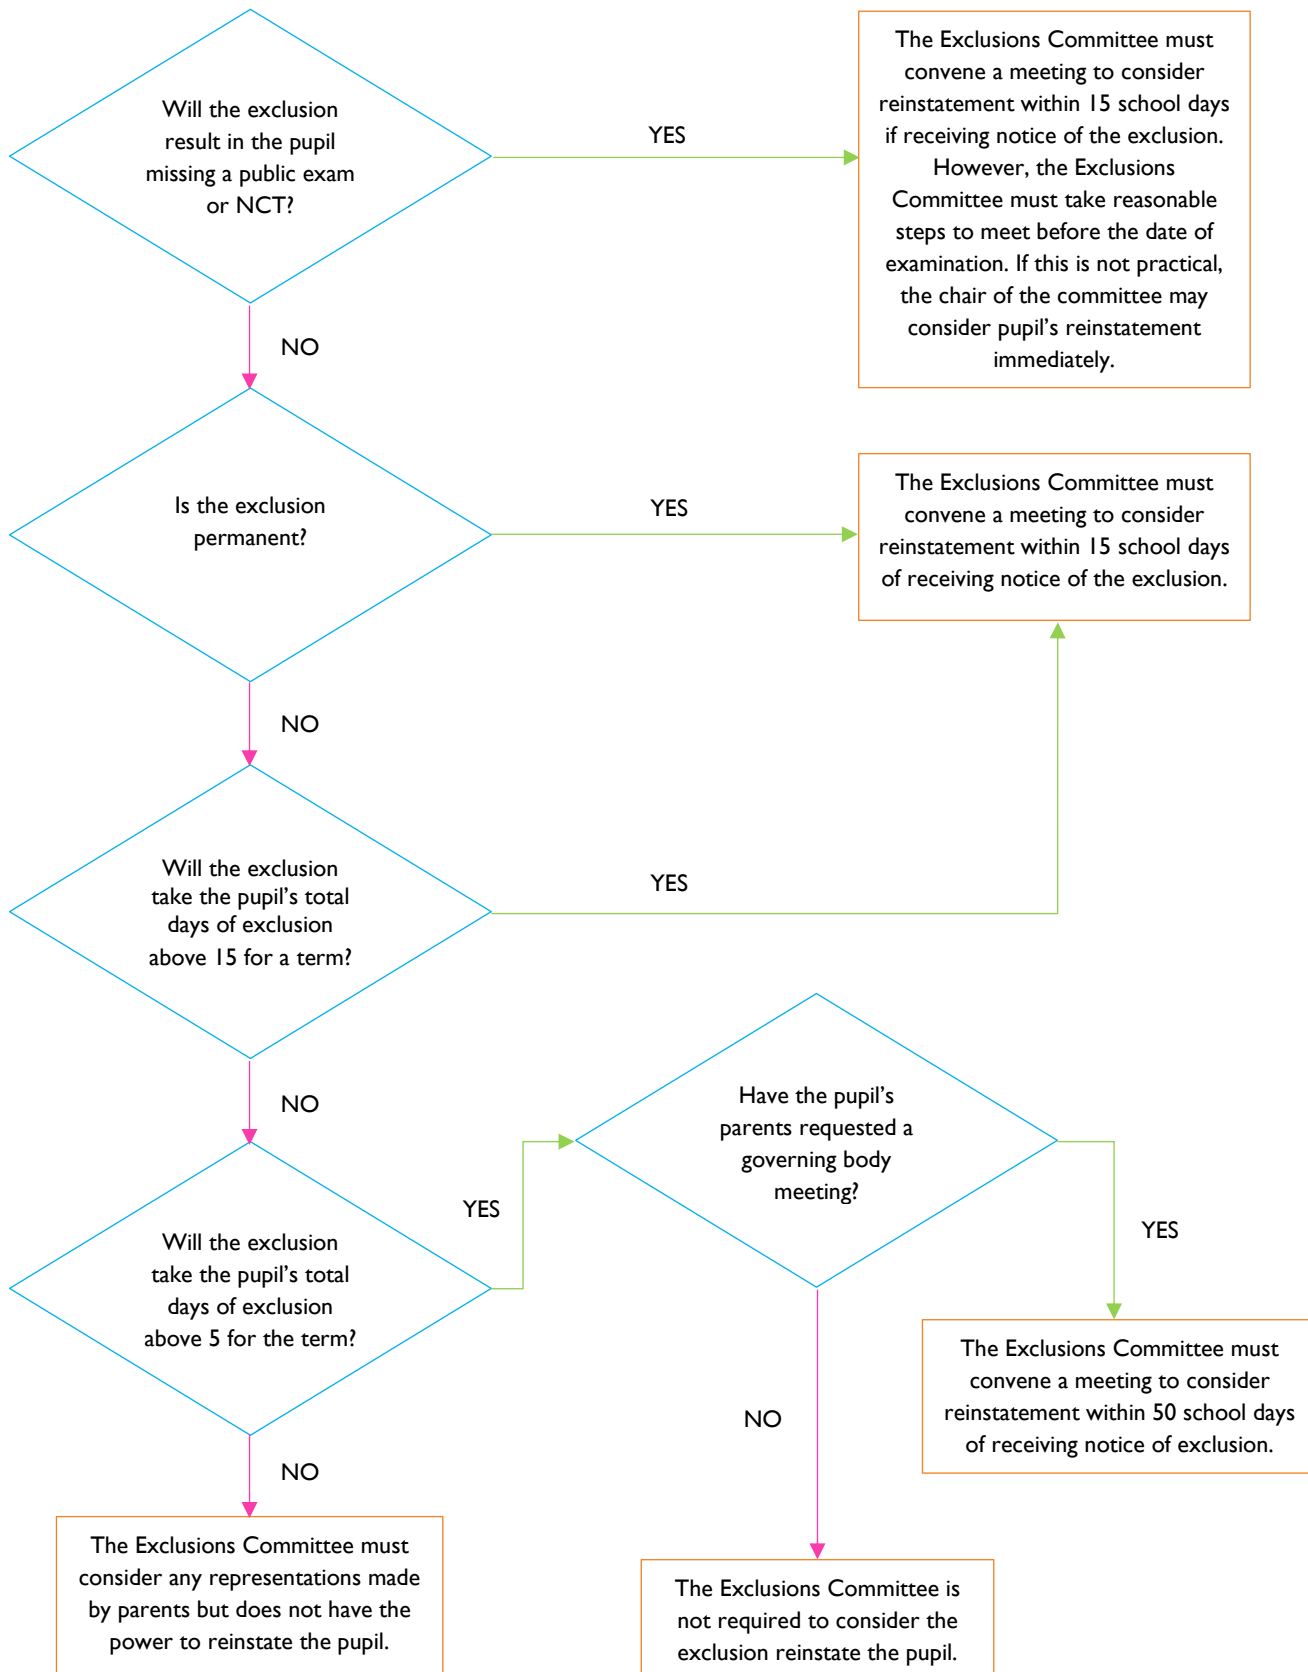 Will the exclusion
result in the pupil
missing a public exam
or NCT?
YES
The Exclusions Committee must
convene a meeting to consider
reinstatement within 15 school days
if receiving notice of the exclusion.
However, the Exclusions
Committee must take reasonable
steps to meet before the date of
examination. If this is not practical,
the chair of the committee may
consider pupil's reinstatement
immediately.
NO
Is the exclusion
permanent?
YES
The Exclusions Committee must
convene a meeting to consider
reinstatement within 15 school days
of receiving notice of the exclusion.
NO
Will the exclusion
take the pupil's total
days of exclusion
above 15 for a term?
YES
NO
Will the exclusion
take the pupil's total
days of exclusion
above 5 for the term?
YES
Have the pupil's
parents requested a
governing body
meeting?
YES
The Exclusions Committee must
convene a meeting to consider
reinstatement within 50 school days
of receiving notice of exclusion.
NO
The Exclusions Committee is
not required to consider the
exclusion reinstate the pupil.
NO
The Exclusions Committee must
consider any representations made
by parents but does not have the
power to reinstate the pupil.